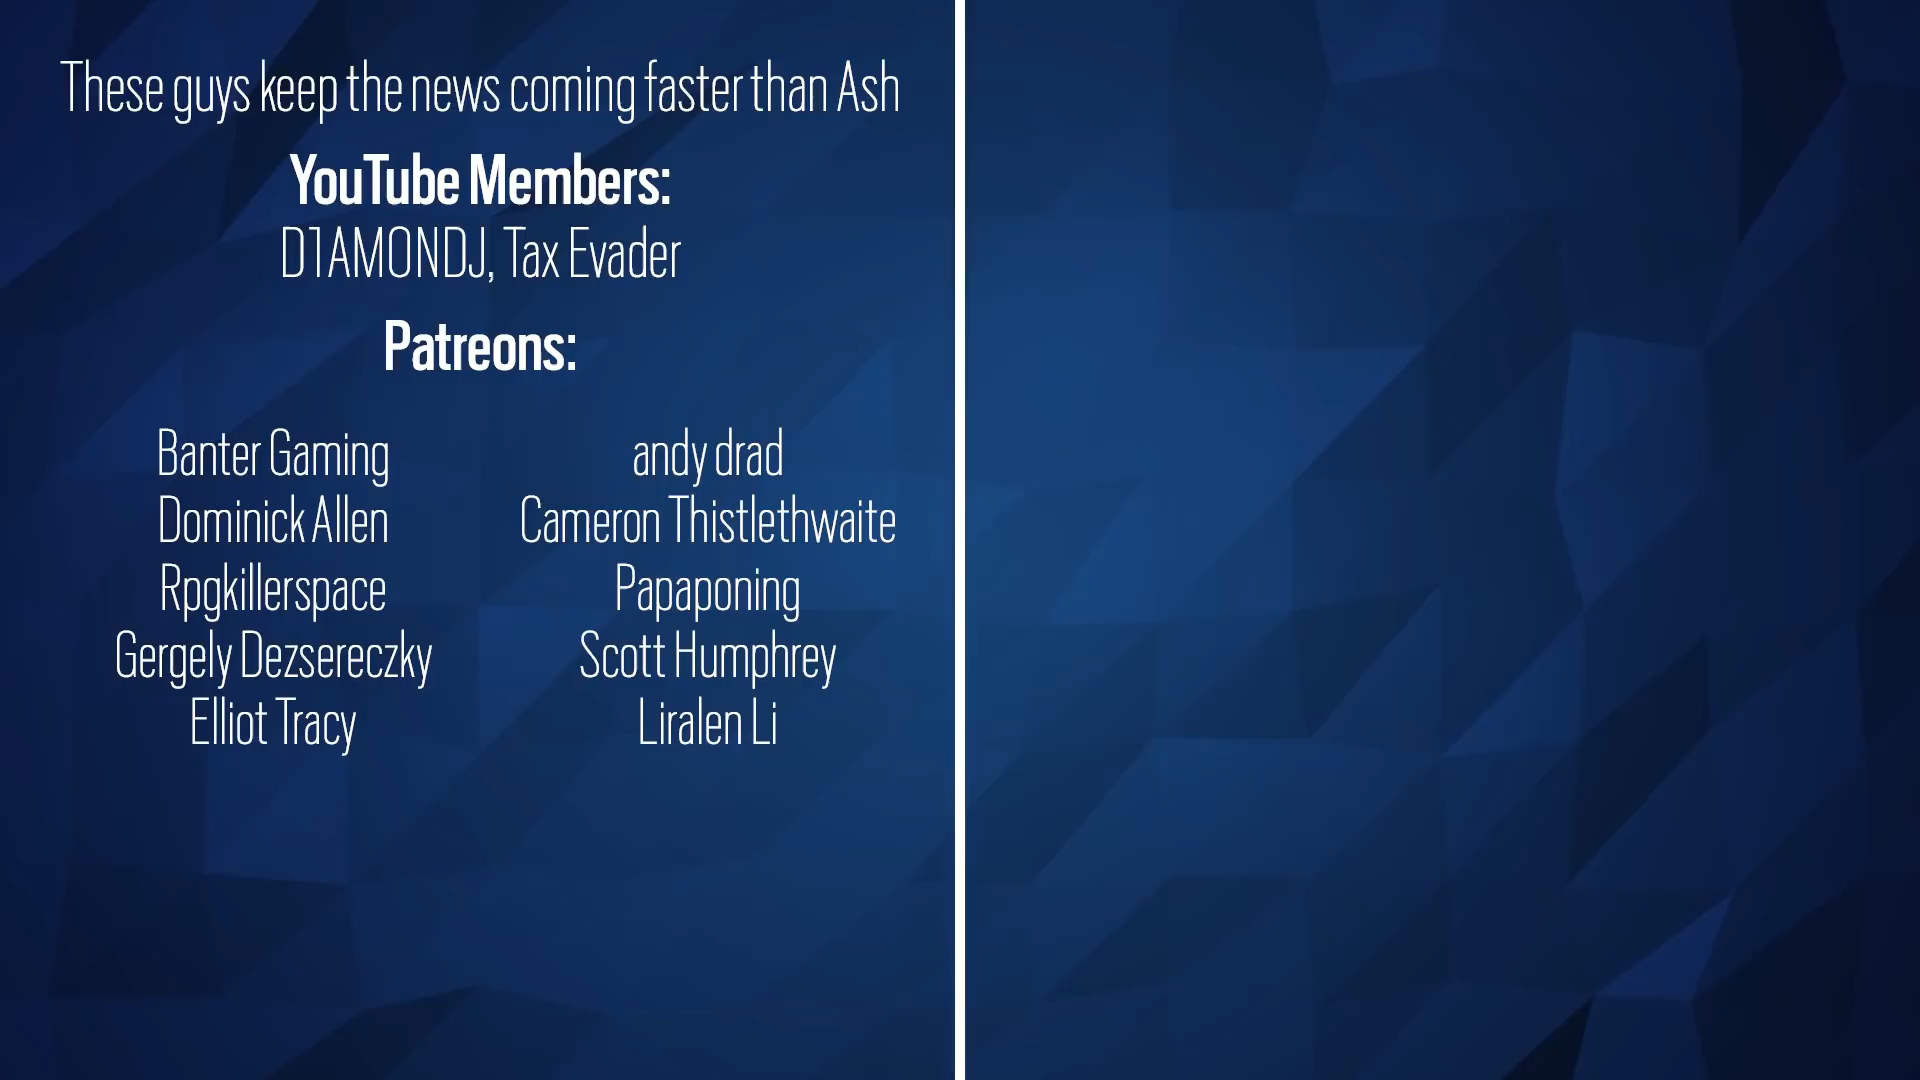 These guys keep the news coming faster than Ash
YouTube Members:
D1AMONDJ, Tax Evader
Patreons:
Banter Gaming
Dominick Allen
Rpgkillerspace
Gergely Dezsereczky
Elliot Tracy
andy drad
Cameron Thistlethwaite
Papaponing
Scott Humphrey
Liralen Li